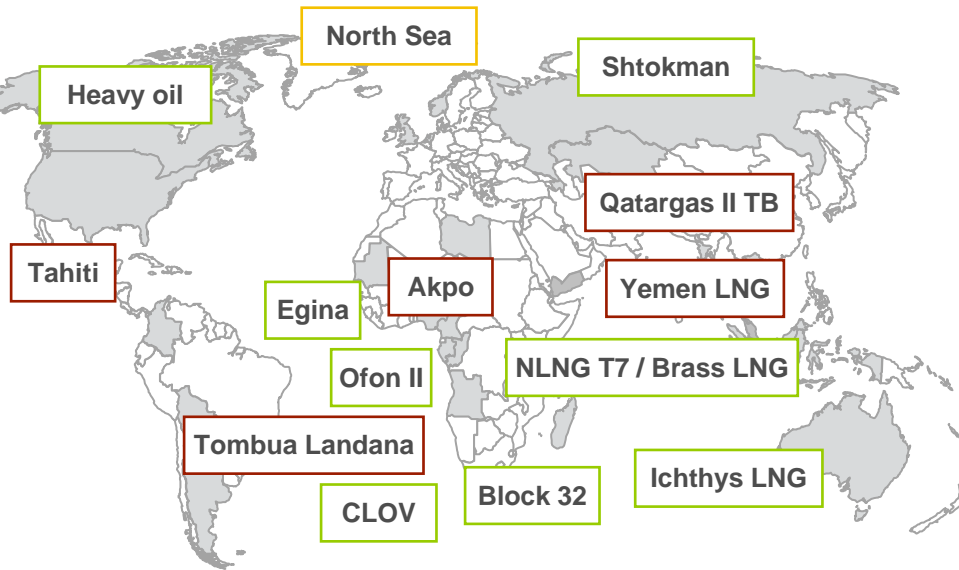 North Sea
Shtokman
Heavy oil
Qatargas II TB
Tahiti
Akpo
Yemen LNG
Egina
Ofon II
NLNG T7 / Brass LNG
Tombua Landana
Ichthys LNG
Block 32
CLOV